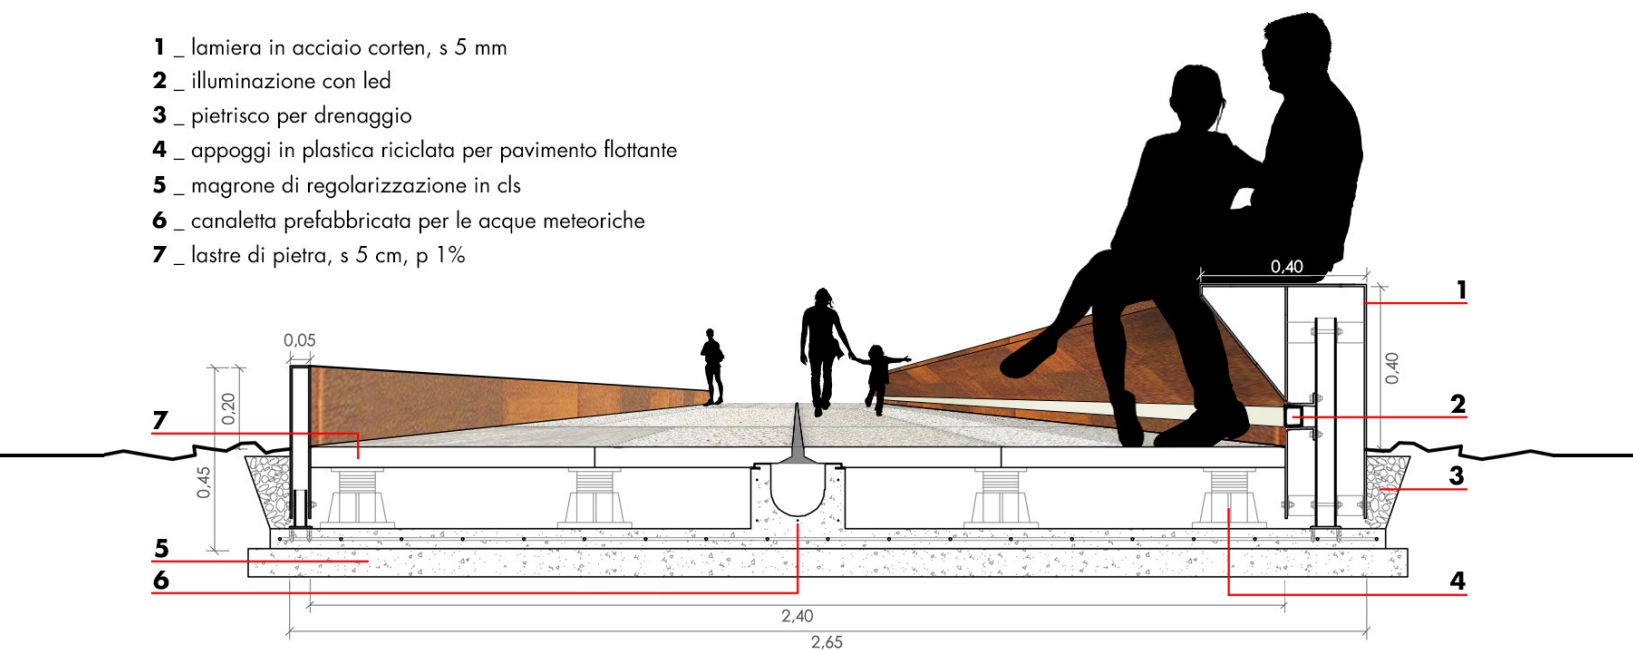 1 _ lamiera in acciaio corten, s 5 mm
2 _ illuminazione con led
3 _ pietrisco per drenaggio
4 _ appoggi in plastica riciclata per pavimento flottante
5 _ magrone di regolarizzazione in cls
6 _ canaletta prefabbricata per le acque meteoriche
7 _ lastre di pietra, s 5 cm, p 1%
0,40
1
0,05
0,40
0,20
2
7
0,45
3
5
6
4
2,40
2,65